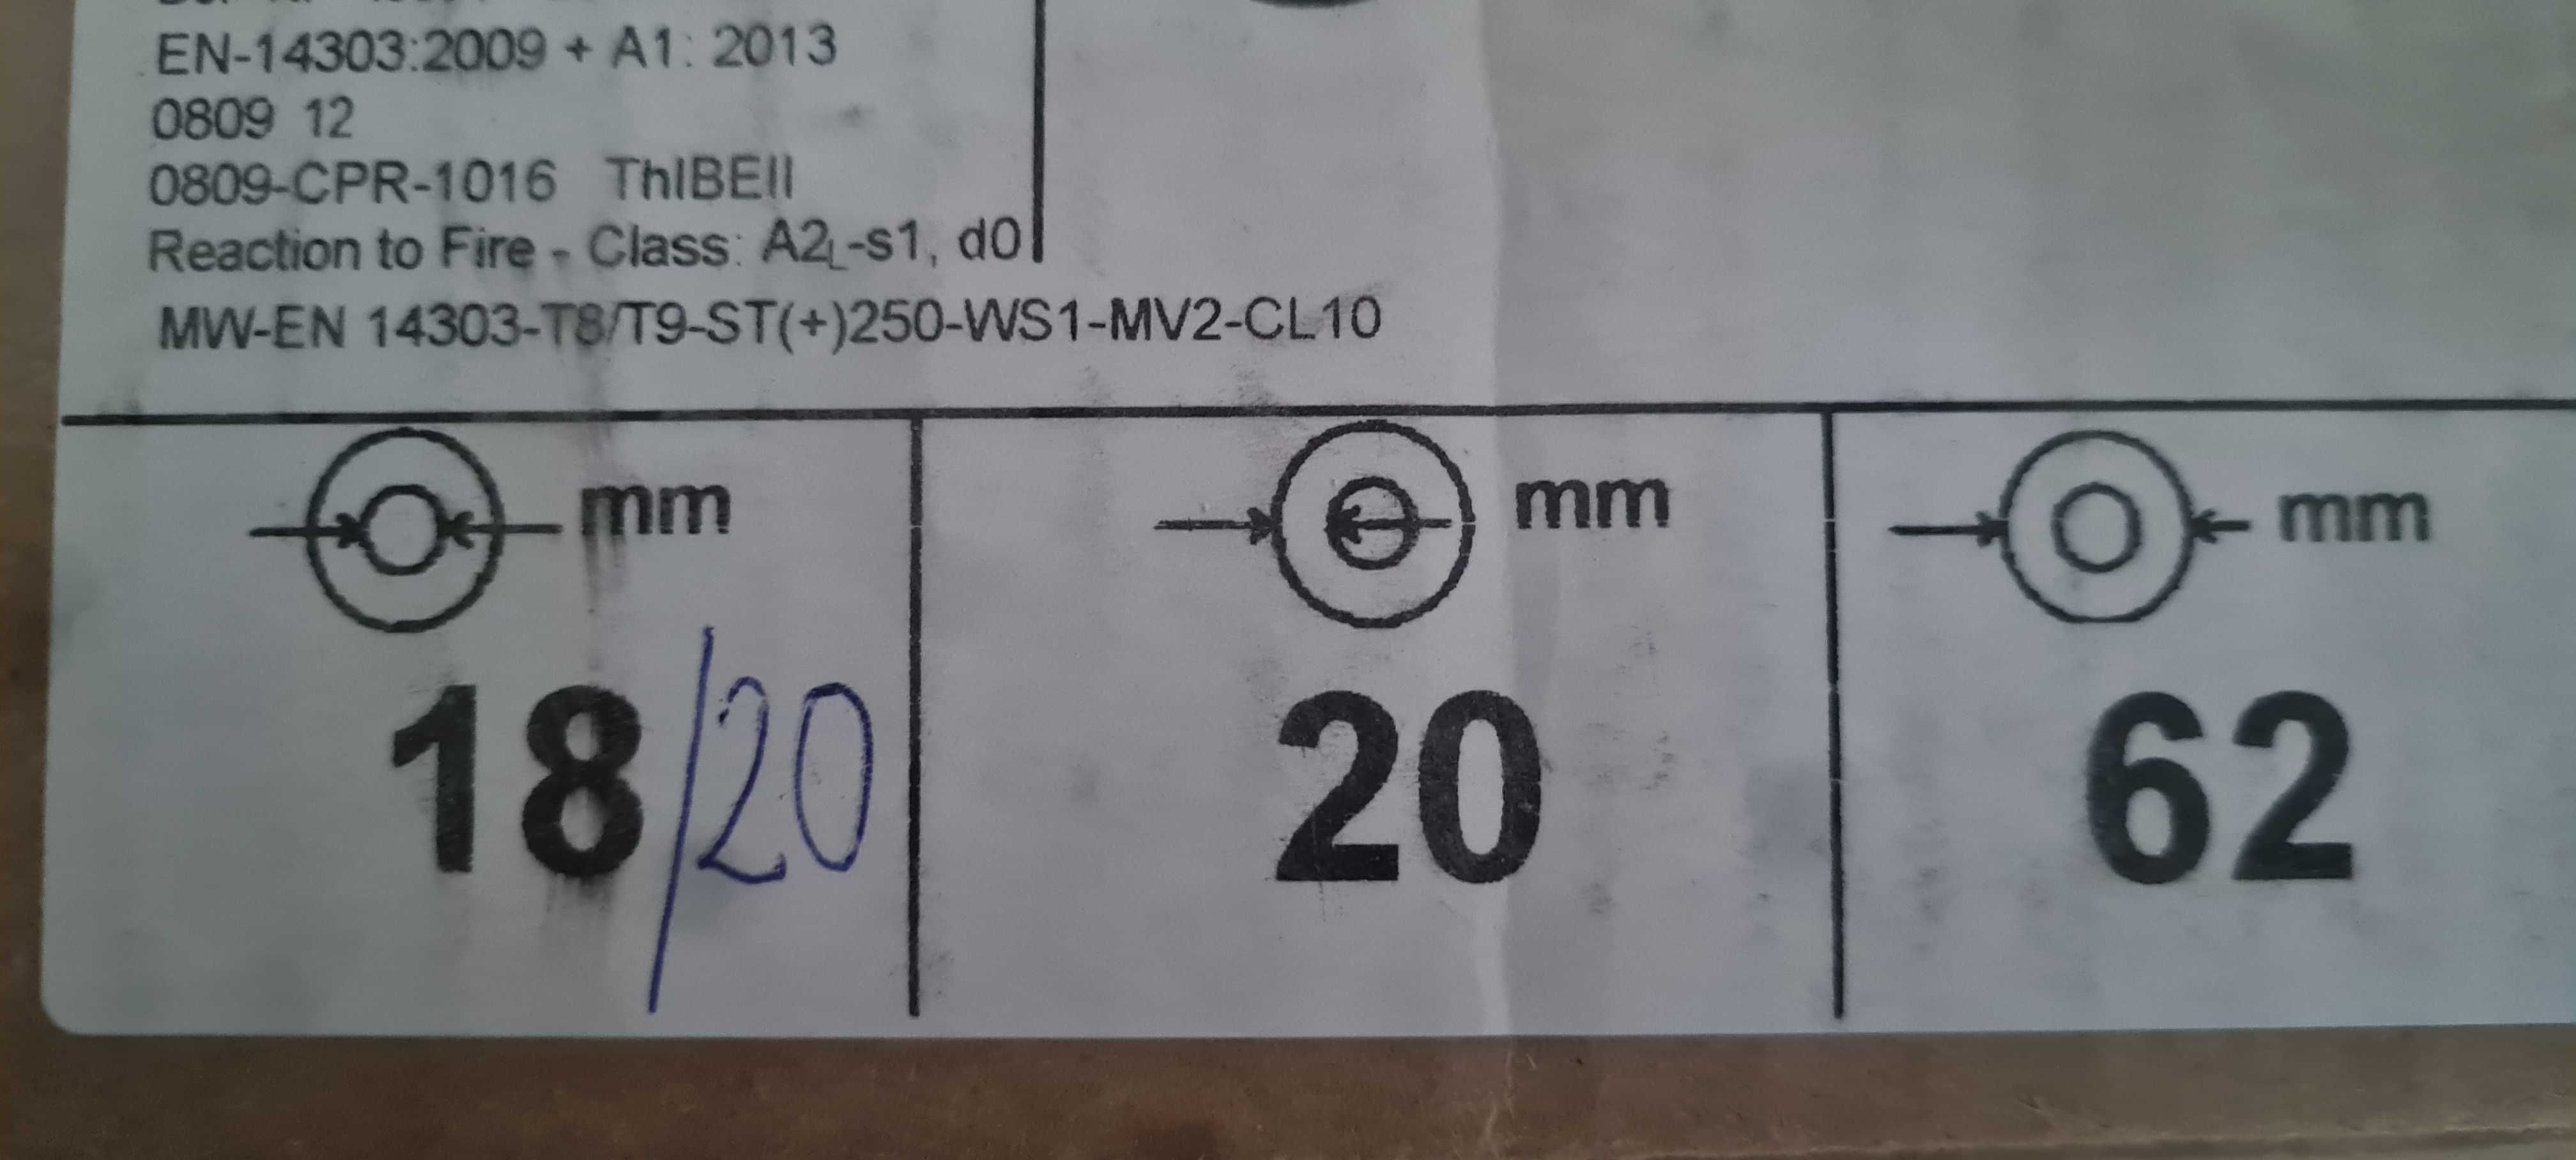 EN-14303:2009 + A1: 2013
0809 12
0809-CPR-1016 ThIBEII
Reaction to Fire - Class: A2L-s1, d0
MW-EN 14303-T8/T9-ST(+)250-WS1-MV2-CL10
mm mm mm
18/20 20 62